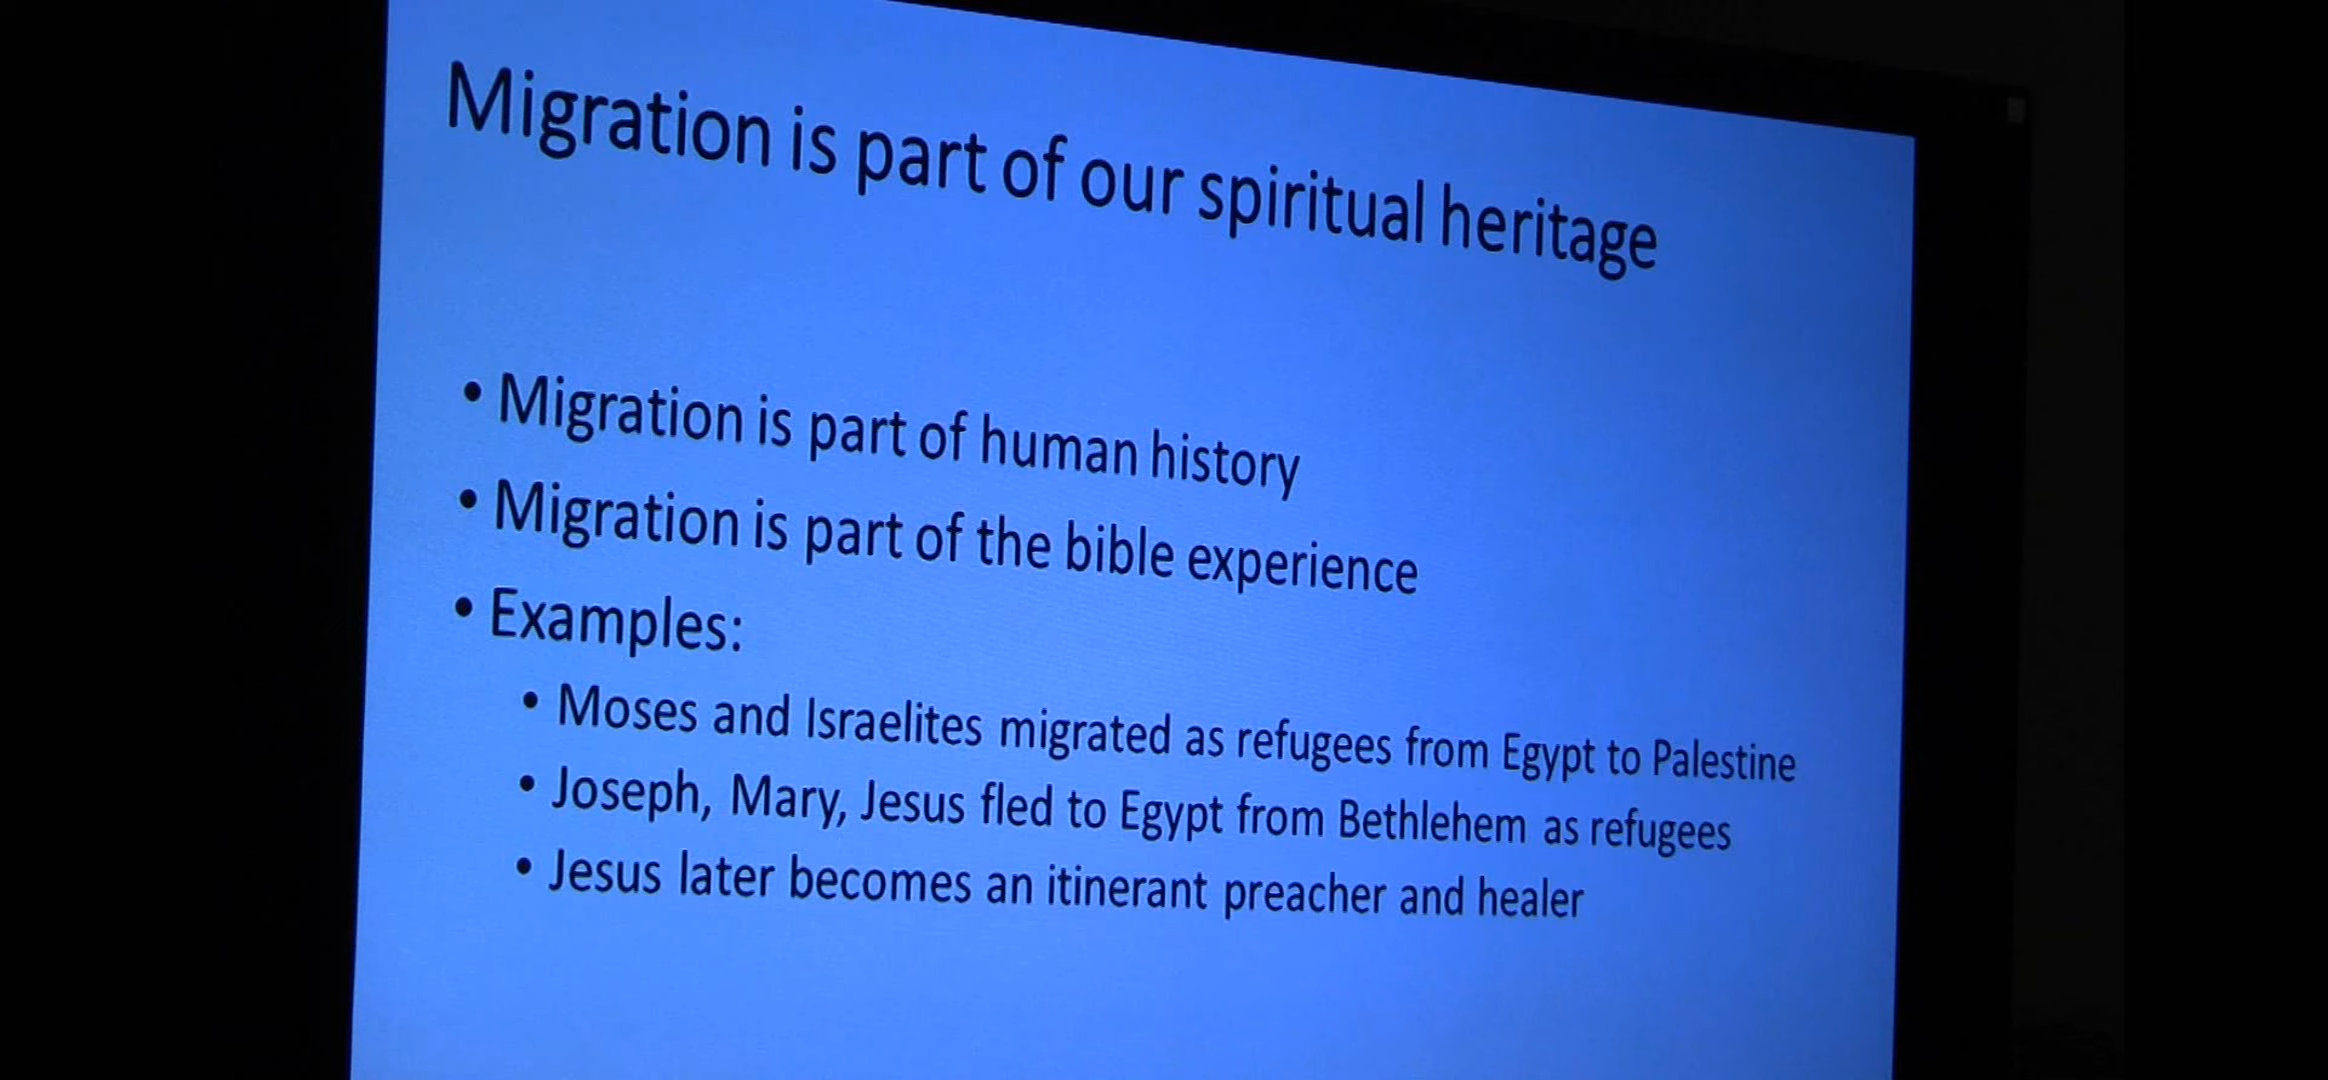 Migration is part of our spiritual heritage
• Migration is part of human history
• Migration is part of the bible experience
• Examples:
• Moses and Israelites migrated as refugees from Egypt to Palestine
• Joseph, Mary, Jesus fled to Egypt from Bethlehem as refugees
• Jesus later becomes an itinerant preacher and healer